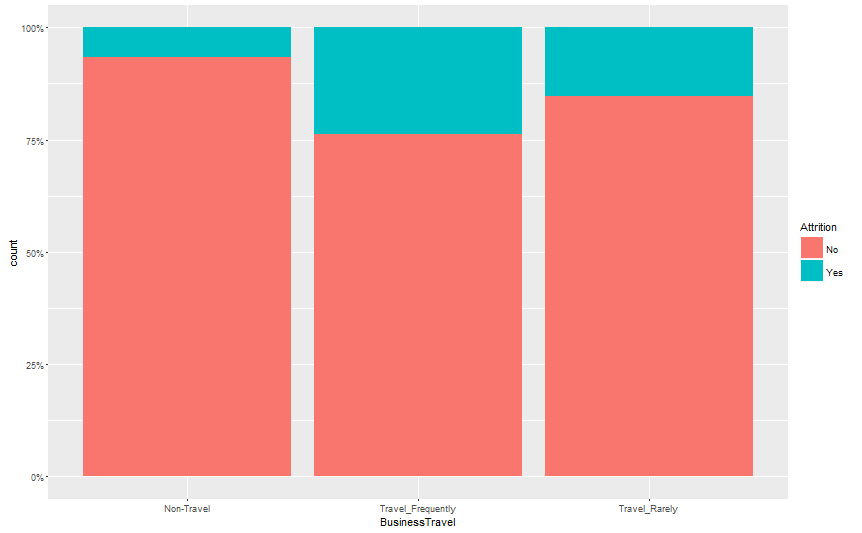 100%
75%
50%
25%
0%
count
Non-Travel
Travel_Frequently
Travel_Rarely
BusinessTravel
Attrition
No
Yes